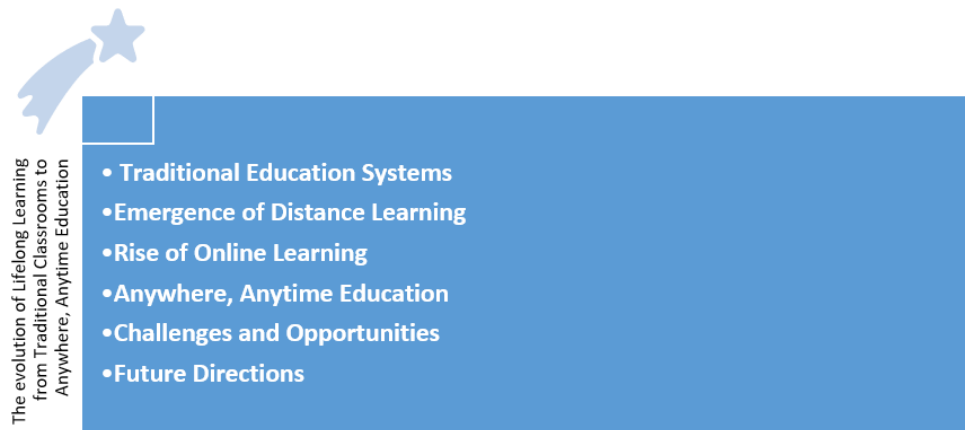 The evolution of Lifelong Learning
from Traditional Classrooms to
Anywhere, Anytime Education
• Traditional Education Systems
•Emergence of Distance Learning
•Rise of Online Learning
•Anywhere, Anytime Education
•Challenges and Opportunities
•Future Directions